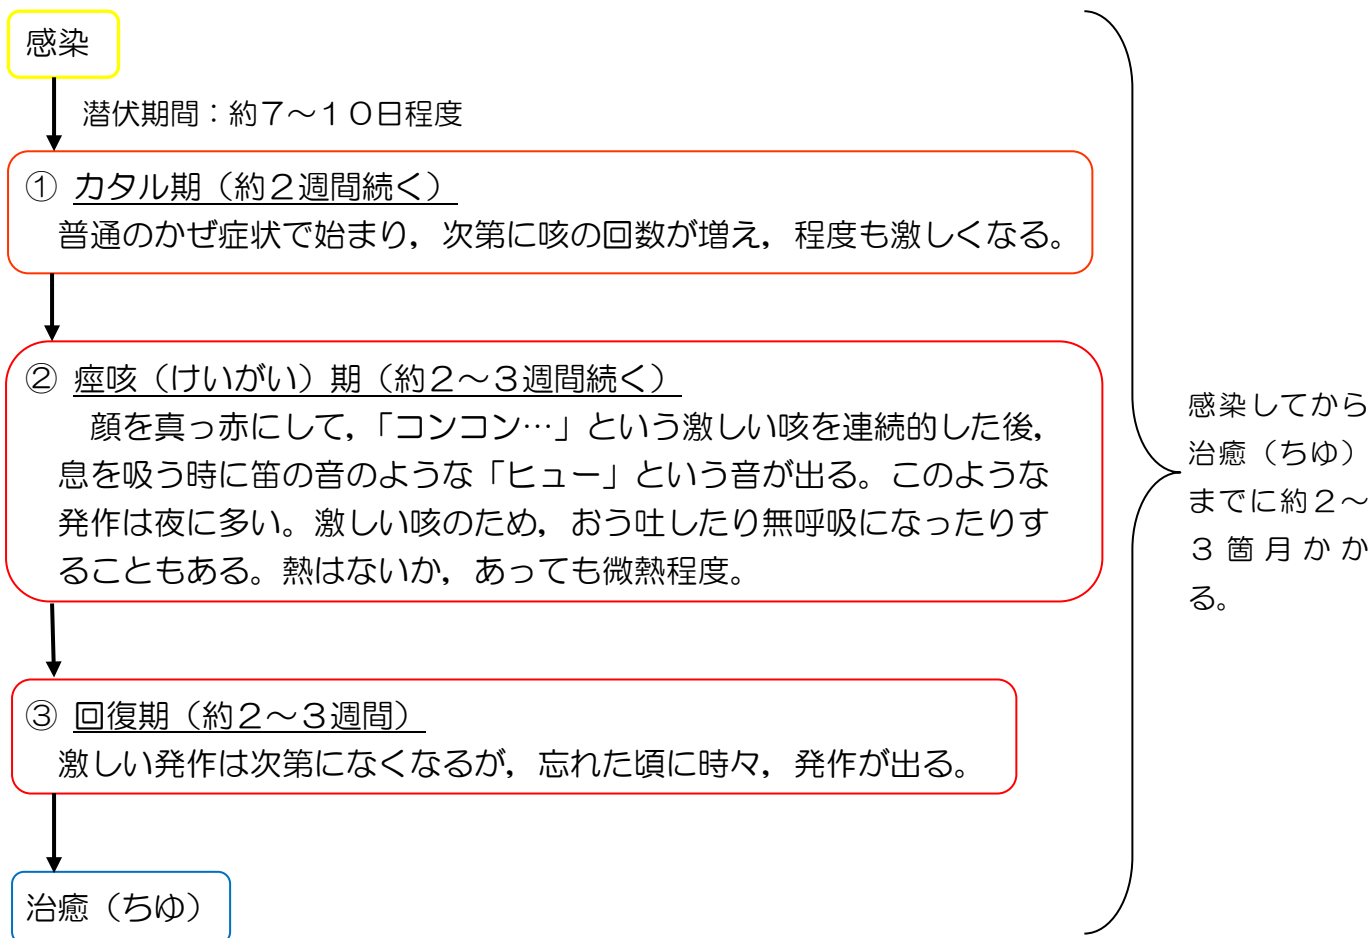 感染
潜伏期間：約７～１０日程度
① カタル期（約２週間続く）
普通のかぜ症状で始まり，次第に咳の回数が増え，程度も激しくなる。
② 痙咳（けいがい）期（約２～３週間続く）
顔を真っ赤にして，「コンコン…」という激しい咳を連続的した後，
息を吸う時に笛の音のような「ヒュー」という音が出る。このような
発作は夜に多い。激しい咳のため，おう吐したり無呼吸になったりす
ることもある。熱はないか，あっても微熱程度。
③ 回復期（約２～３週間）
激しい発作は次第になくなるが，忘れた頃に時々，発作が出る。
治癒（ちゆ）
感染してから
治癒（ちゆ）
までに約２～
３箇月かか
る。